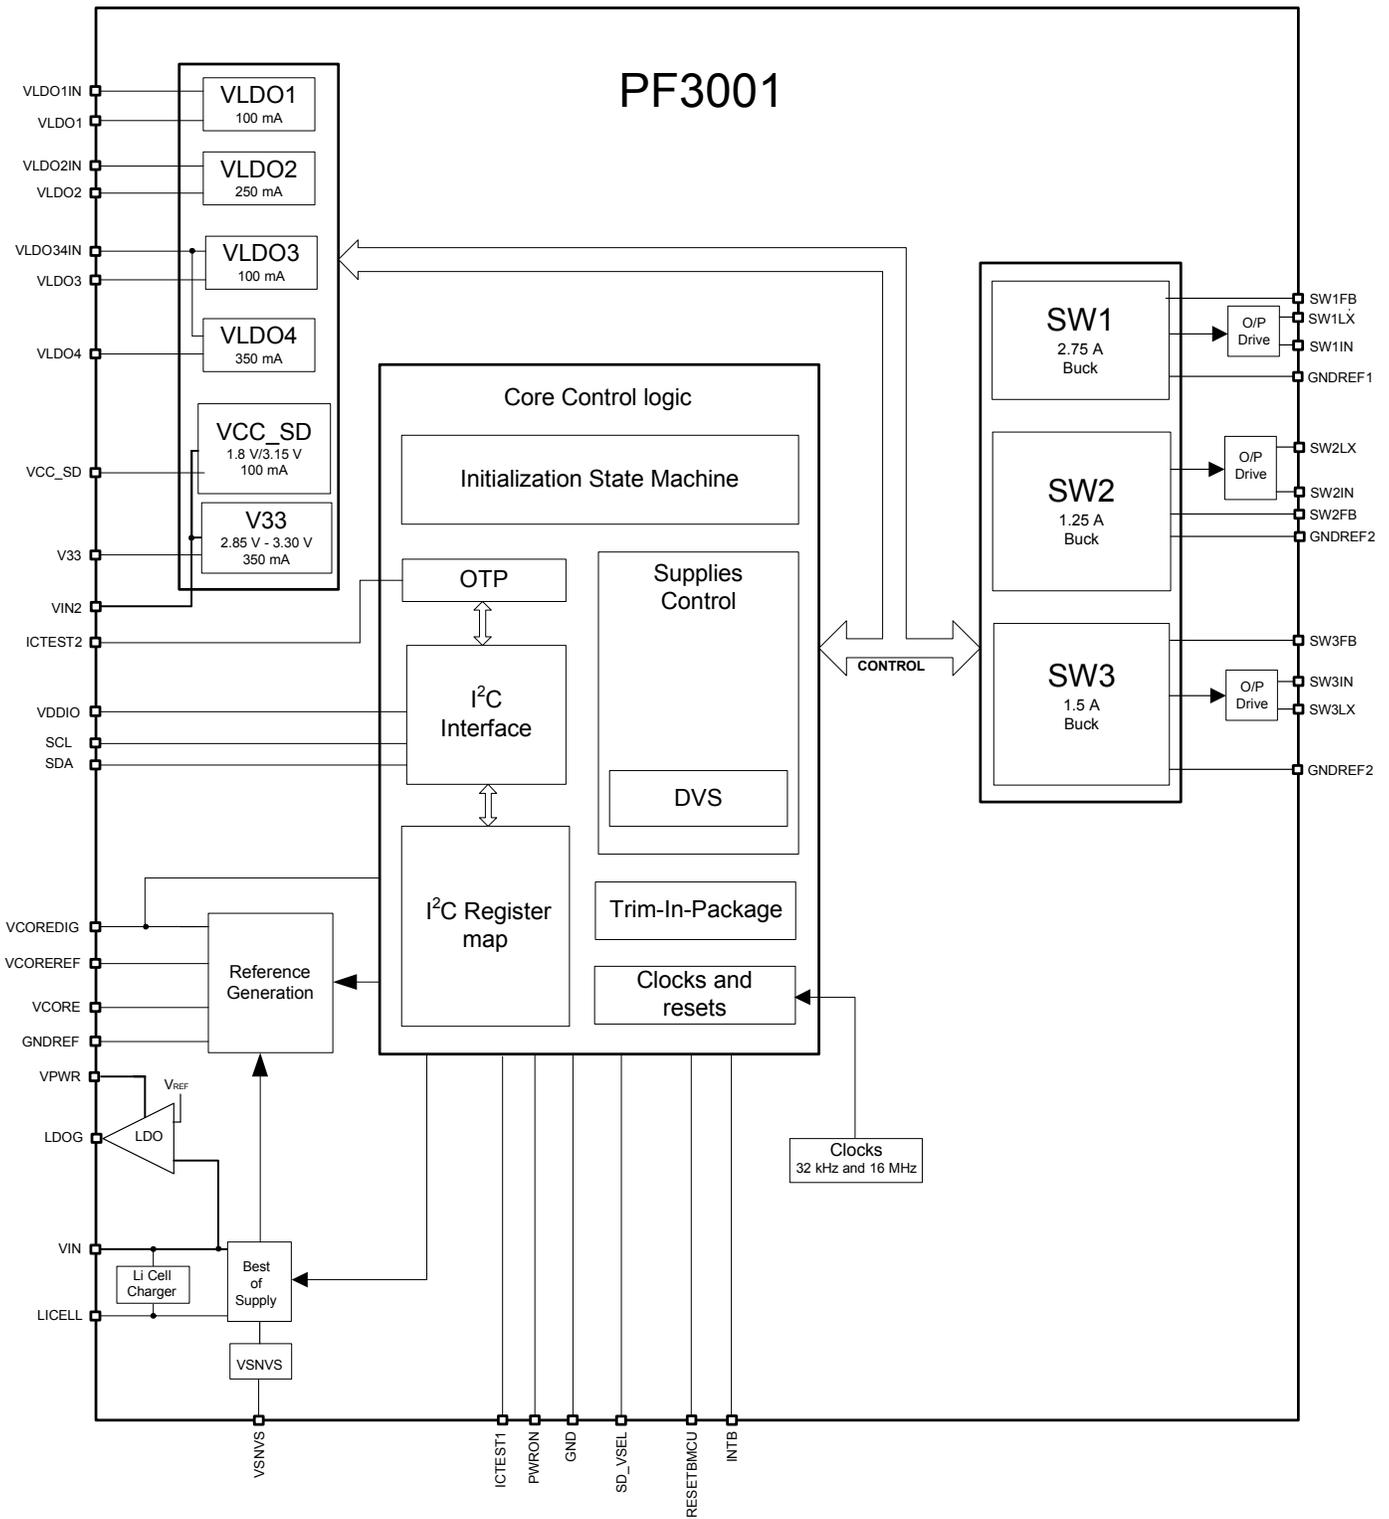 PF3001
VLDO1IN
VLDO1
VLDO2IN
VLDO2
VLDO34IN
VLDO3
VLDO4
VCC_SD
V33
VIN2
ICTEST2
VDDIO
SCL
SDA
VCOREDIG
VCOREREF
VCORE
GNDREF
VPWR
LDOG
VIN
LICELL
VLDO1
100 mA
VLDO2
250 mA
VLDO3
100 mA
VLDO4
350 mA
VCC_SD
1.8 V/3.15 V
100 mA
V33
2.85 V - 3.30 V
350 mA
Core Control logic
Initialization State Machine
OTP
I²C
Interface
I²C Register
map
Supplies
Control
DVS
Trim-In-Package
Clocks and
resets
CONTROL
SW1
2.75 A
Buck
SW2
1.25 A
Buck
SW3
1.5 A
Buck
O/P
Drive
O/P
Drive
O/P
Drive
SW1FB
SW1LX
SW1IN
GNDREF1
SW2LX
SW2IN
SW2FB
GNDREF2
SW3FB
SW3IN
SW3LX
GNDREF2
Reference
Generation
VREF
LDO
Li Cell
Charger
Best
of
Supply
VSNVS
Clocks
32 kHz and 16 MHz
VSNVS
ICTEST1
PWRON
GND
SD_VSEL
RESETBMCU
INTB